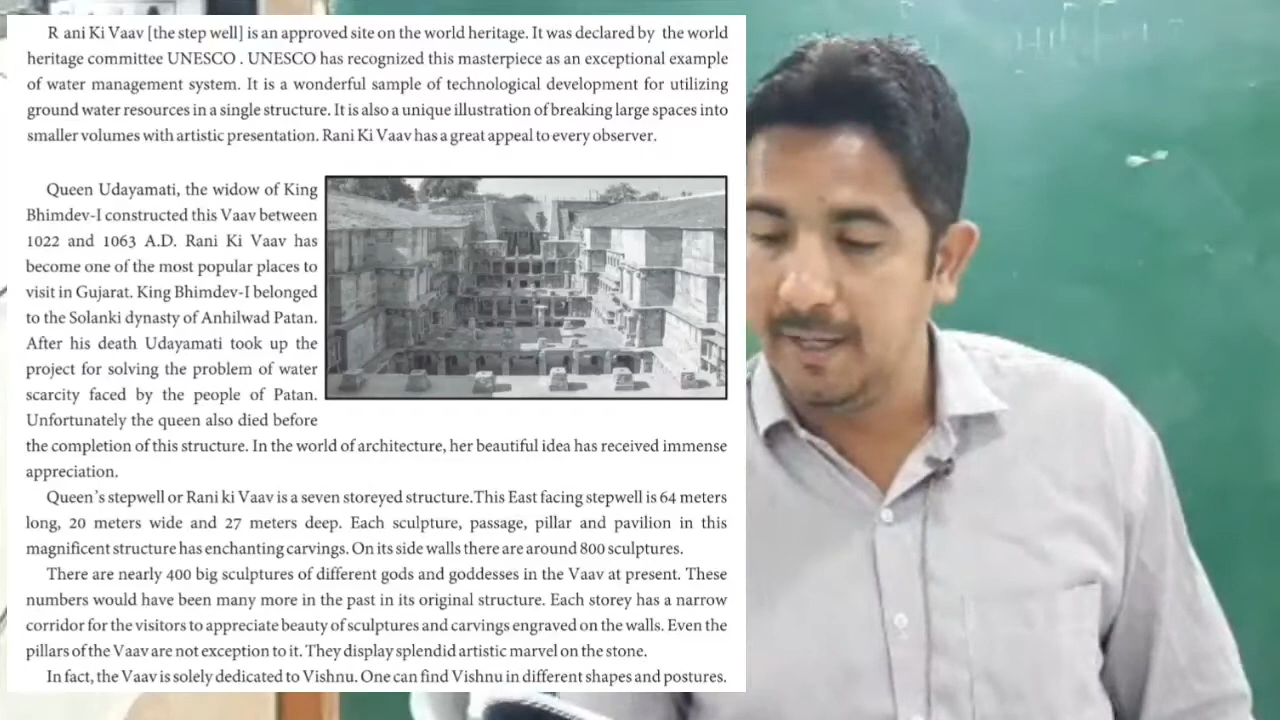 R ani Ki Vaav [the step well] is an approved site on the world heritage. It was declared by the world
heritage committee UNESCO . UNESCO has recognized this masterpiece as an exceptional example
of water management system. It is a wonderful sample of technological development for utilizing
ground water resources in a single structure. It is also a unique illustration of breaking large spaces into
smaller volumes with artistic presentation. Rani Ki Vaav has a great appeal to every observer.
Queen Udayamati, the widow of King
Bhimdev-I constructed this Vaav between
1022 and 1063 A.D. Rani Ki Vaav has
become one of the most popular places to
visit in Gujarat. King Bhimdev-I belonged
to the Solanki dynasty of Anhilwad Patan.
After his death Udayamati took up the
project for solving the problem of water
scarcity faced by the people of Patan.
Unfortunately the queen also died before
the completion of this structure. In the world of architecture, her beautiful idea has received immense
appreciation.
Queen's stepwell or Rani ki Vaav is a seven storeyed structure.This East facing stepwell is 64 meters
long, 20 meters wide and 27 meters deep. Each sculpture, passage, pillar and pavilion in this
magnificent structure has enchanting carvings. On its side walls there are around 800 sculptures.
There are nearly 400 big sculptures of different gods and goddesses in the Vaav at present. These
numbers would have been many more in the past in its original structure. Each storey has a narrow
corridor for the visitors to appreciate beauty of sculptures and carvings engraved on the walls. Even the
pillars of the Vaav are not exception to it. They display splendid artistic marvel on the stone.
In fact, the Vaav is solely dedicated to Vishnu. One can find Vishnu in different shapes and postures.